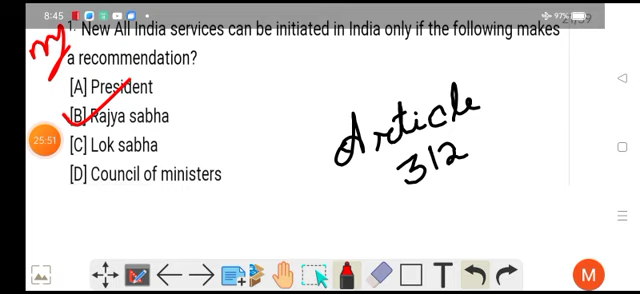 8:45
97%
1. New All India services can be initiated in India only if the following makes
a recommendation?
[A] President
[B] Rajya sabha
[C] Lok sabha
[D] Council of ministers
Article
312
25:51
T
M